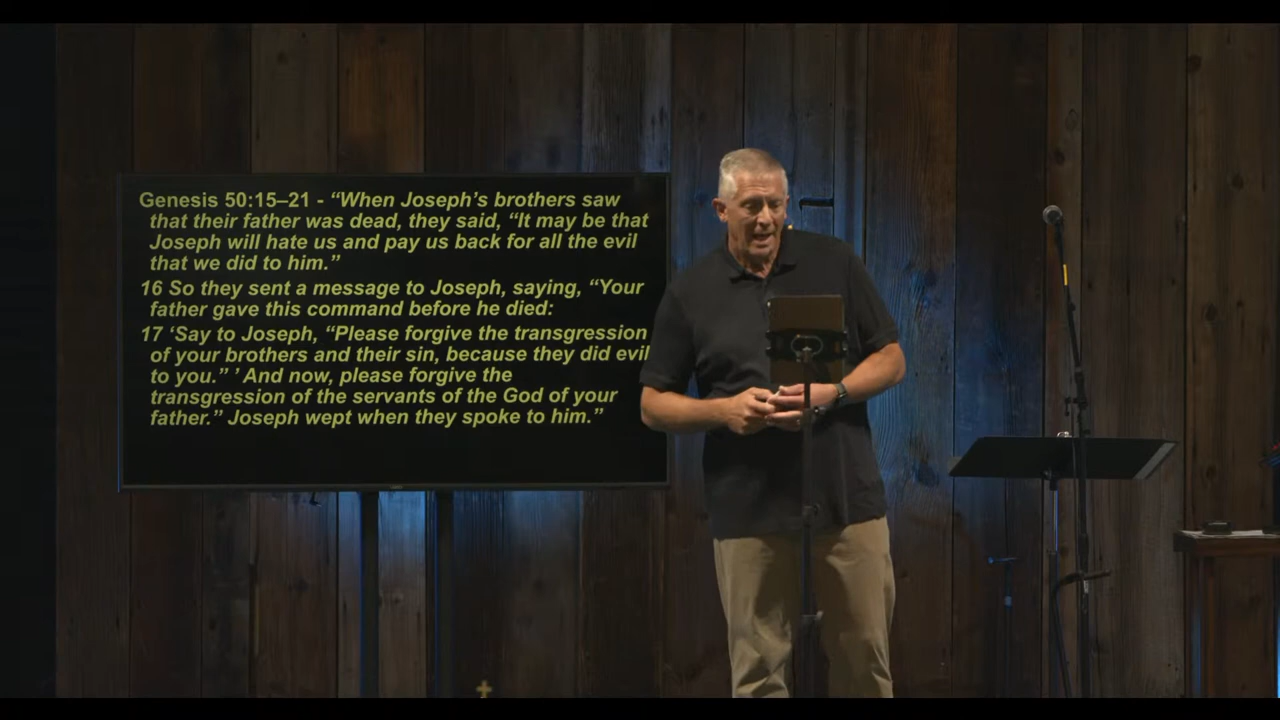 Genesis 50:15–21 - “When Joseph’s brothers saw
that their father was dead, they said, “It may be that
Joseph will hate us and pay us back for all the evil
that we did to him.”
16 So they sent a message to Joseph, saying, “Your
father gave this command before he died:
17 ‘Say to Joseph, “Please forgive the transgression
of your brothers and their sin, because they did evil
to you.” ’ And now, please forgive the
transgression of the servants of the God of your
father.” Joseph wept when they spoke to him.”